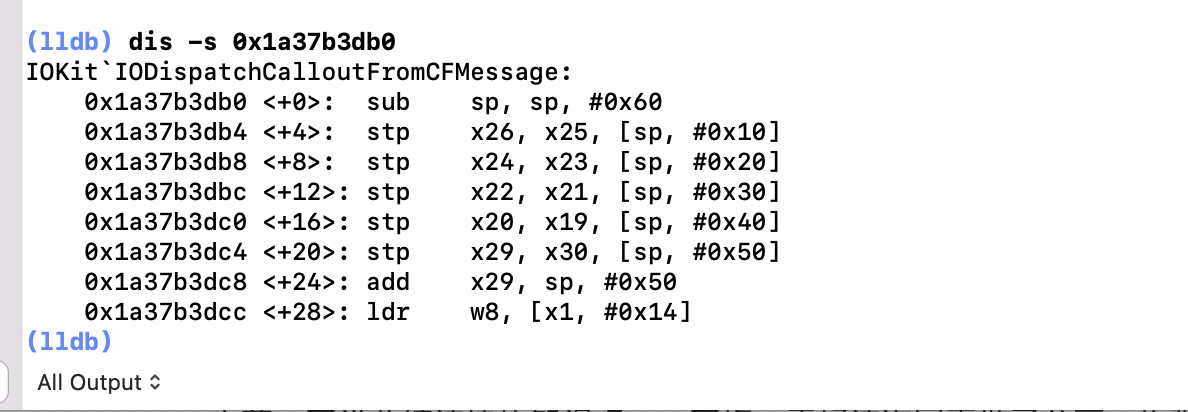 (lldb) dis -s 0x1a37b3db0
IOKit`IODispatchCalloutFromCFMessage:
    0x1a37b3db0 <+0>:  sub    sp, sp, #0x60
    0x1a37b3db4 <+4>:  stp    x26, x25, [sp, #0x10]
    0x1a37b3db8 <+8>:  stp    x24, x23, [sp, #0x20]
    0x1a37b3dbc <+12>: stp    x22, x21, [sp, #0x30]
    0x1a37b3dc0 <+16>: stp    x20, x19, [sp, #0x40]
    0x1a37b3dc4 <+20>: stp    x29, x30, [sp, #0x50]
    0x1a37b3dc8 <+24>: add    x29, sp, #0x50
    0x1a37b3dcc <+28>: ldr    w8, [x1, #0x14]
(lldb)
All Output